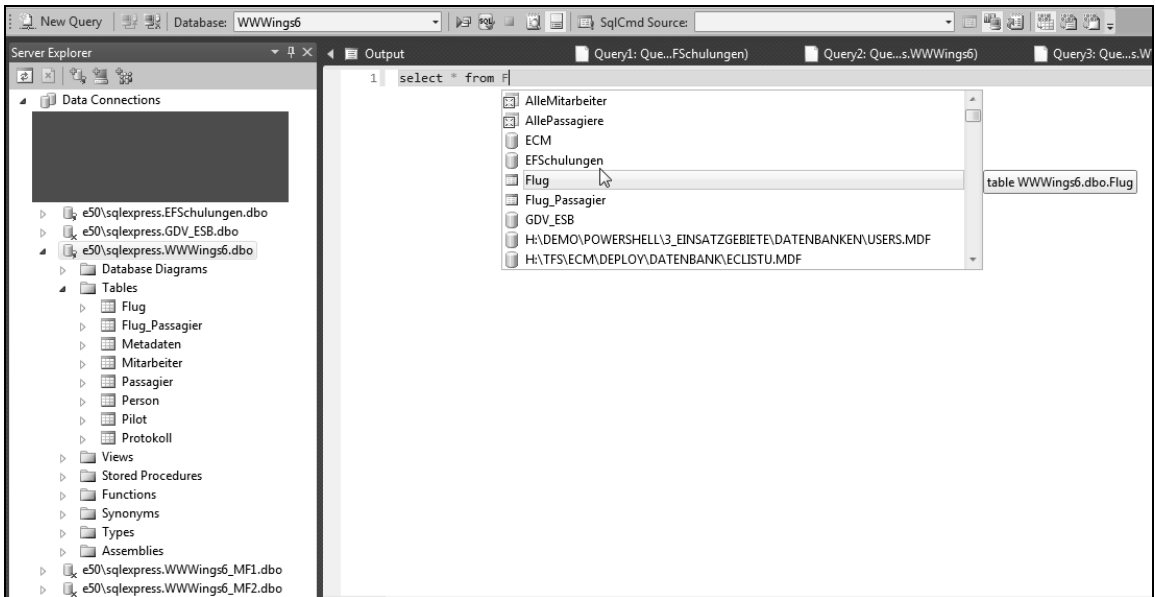 New Query Database: WWWings6 SqlCmd Source:
Server Explorer
Output Query1: Que...FSchulungen) Query2: Que...s.WWWings6) Query3: Que...s.W
1 select * from F
Data Connections
AlleMitarbeiter
AllePassagiere
ECM
EFSchulungen
Flug
table WWWings6.dbo.Flug
Flug_Passagier
GDV_ESB
H:\DEMO\POWERSHELL\3_EINSATZGEBIETE\DATENBANKEN\USERS.MDF
H:\TFS\ECM\DEPLOY\DATENBANK\ECLISTU.MDF
e50\sqlexpress.EFSchulungen.dbo
e50\sqlexpress.GDV_ESB.dbo
e50\sqlexpress.WWWings6.dbo
Database Diagrams
Tables
Flug
Flug_Passagier
Metadaten
Mitarbeiter
Passagier
Person
Pilot
Protokoll
Views
Stored Procedures
Functions
Synonyms
Types
Assemblies
e50\sqlexpress.WWWings6_MF1.dbo
e50\sqlexpress.WWWings6_MF2.dbo